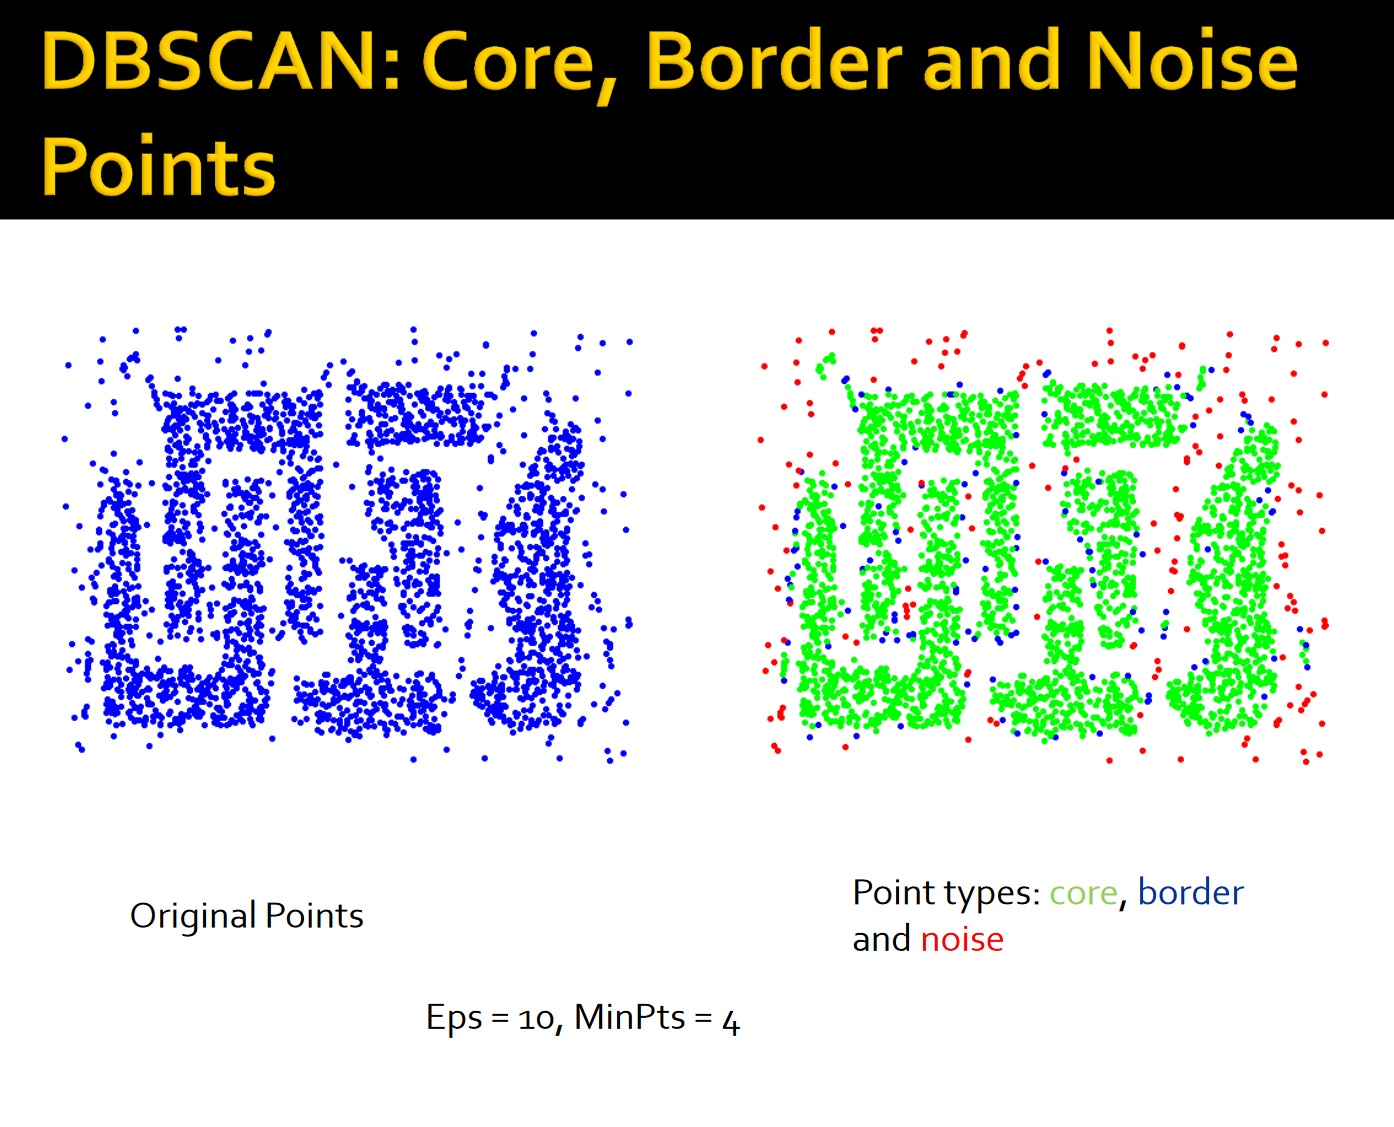 DBSCAN: Core, Border and Noise
Points
Original Points
Point types: core, border
and noise
Eps = 10, MinPts = 4